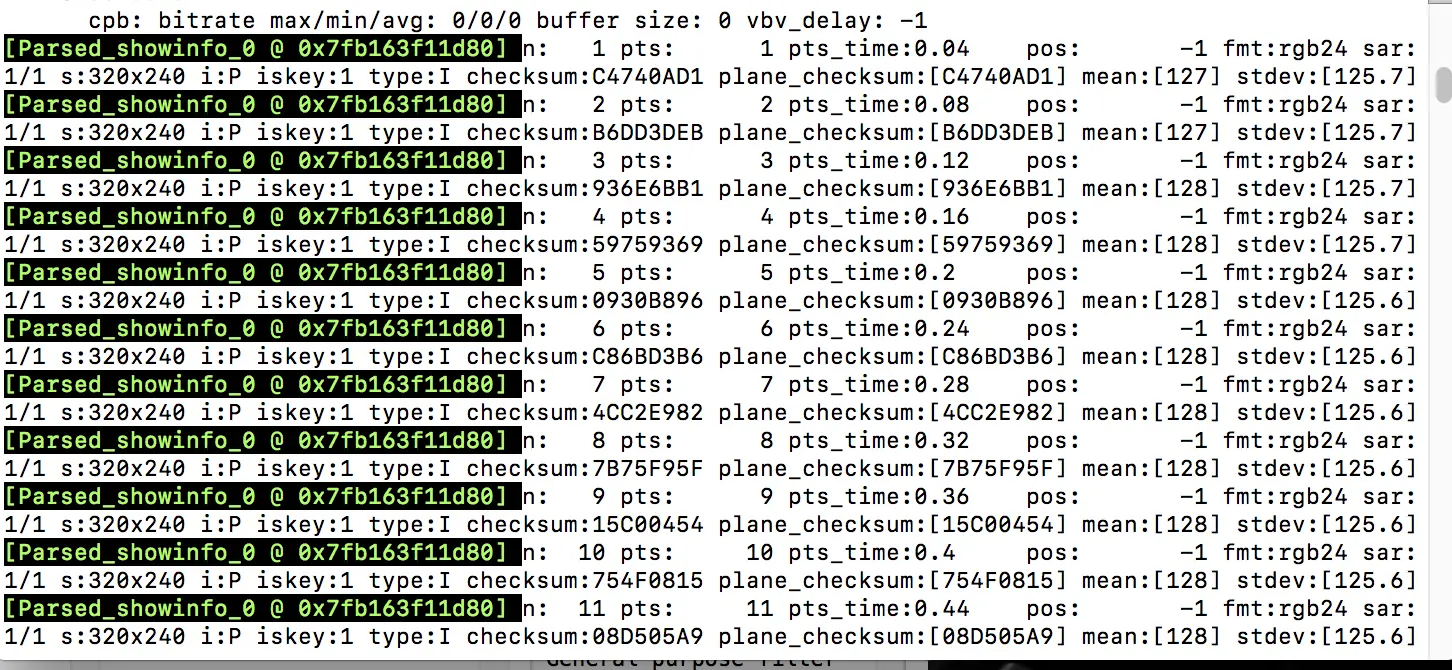 cpb: bitrate max/min/avg: 0/0/0 buffer size: 0 vbv_delay: -1
[Parsed_showinfo_0 @ 0x7fb163f11d80] n:   1 pts:      1 pts_time:0.04    pos:       -1 fmt:rgb24 sar:
1/1 s:320x240 i:P iskey:1 type:I checksum:C4740AD1 plane_checksum:[C4740AD1] mean:[127] stdev:[125.7]
[Parsed_showinfo_0 @ 0x7fb163f11d80] n:   2 pts:      2 pts_time:0.08    pos:       -1 fmt:rgb24 sar:
1/1 s:320x240 i:P iskey:1 type:I checksum:B6DD3DEB plane_checksum:[B6DD3DEB] mean:[127] stdev:[125.7]
[Parsed_showinfo_0 @ 0x7fb163f11d80] n:   3 pts:      3 pts_time:0.12    pos:       -1 fmt:rgb24 sar:
1/1 s:320x240 i:P iskey:1 type:I checksum:936E6BB1 plane_checksum:[936E6BB1] mean:[128] stdev:[125.7]
[Parsed_showinfo_0 @ 0x7fb163f11d80] n:   4 pts:      4 pts_time:0.16    pos:       -1 fmt:rgb24 sar:
1/1 s:320x240 i:P iskey:1 type:I checksum:59759369 plane_checksum:[59759369] mean:[128] stdev:[125.7]
[Parsed_showinfo_0 @ 0x7fb163f11d80] n:   5 pts:      5 pts_time:0.2     pos:       -1 fmt:rgb24 sar:
1/1 s:320x240 i:P iskey:1 type:I checksum:0930B896 plane_checksum:[0930B896] mean:[128] stdev:[125.6]
[Parsed_showinfo_0 @ 0x7fb163f11d80] n:   6 pts:      6 pts_time:0.24    pos:       -1 fmt:rgb24 sar:
1/1 s:320x240 i:P iskey:1 type:I checksum:C86BD3B6 plane_checksum:[C86BD3B6] mean:[128] stdev:[125.6]
[Parsed_showinfo_0 @ 0x7fb163f11d80] n:   7 pts:      7 pts_time:0.28    pos:       -1 fmt:rgb24 sar:
1/1 s:320x240 i:P iskey:1 type:I checksum:4CC2E982 plane_checksum:[4CC2E982] mean:[128] stdev:[125.6]
[Parsed_showinfo_0 @ 0x7fb163f11d80] n:   8 pts:      8 pts_time:0.32    pos:       -1 fmt:rgb24 sar:
1/1 s:320x240 i:P iskey:1 type:I checksum:7B75F95F plane_checksum:[7B75F95F] mean:[128] stdev:[125.6]
[Parsed_showinfo_0 @ 0x7fb163f11d80] n:   9 pts:      9 pts_time:0.36    pos:       -1 fmt:rgb24 sar:
1/1 s:320x240 i:P iskey:1 type:I checksum:15C00454 plane_checksum:[15C00454] mean:[128] stdev:[125.6]
[Parsed_showinfo_0 @ 0x7fb163f11d80] n:  10 pts:     10 pts_time:0.4     pos:       -1 fmt:rgb24 sar:
1/1 s:320x240 i:P iskey:1 type:I checksum:754F0815 plane_checksum:[754F0815] mean:[128] stdev:[125.6]
[Parsed_showinfo_0 @ 0x7fb163f11d80] n:  11 pts:     11 pts_time:0.44    pos:       -1 fmt:rgb24 sar:
1/1 s:320x240 i:P iskey:1 type:I checksum:08D505A9 plane_checksum:[08D505A9] mean:[128] stdev:[125.6]
General purpose filter